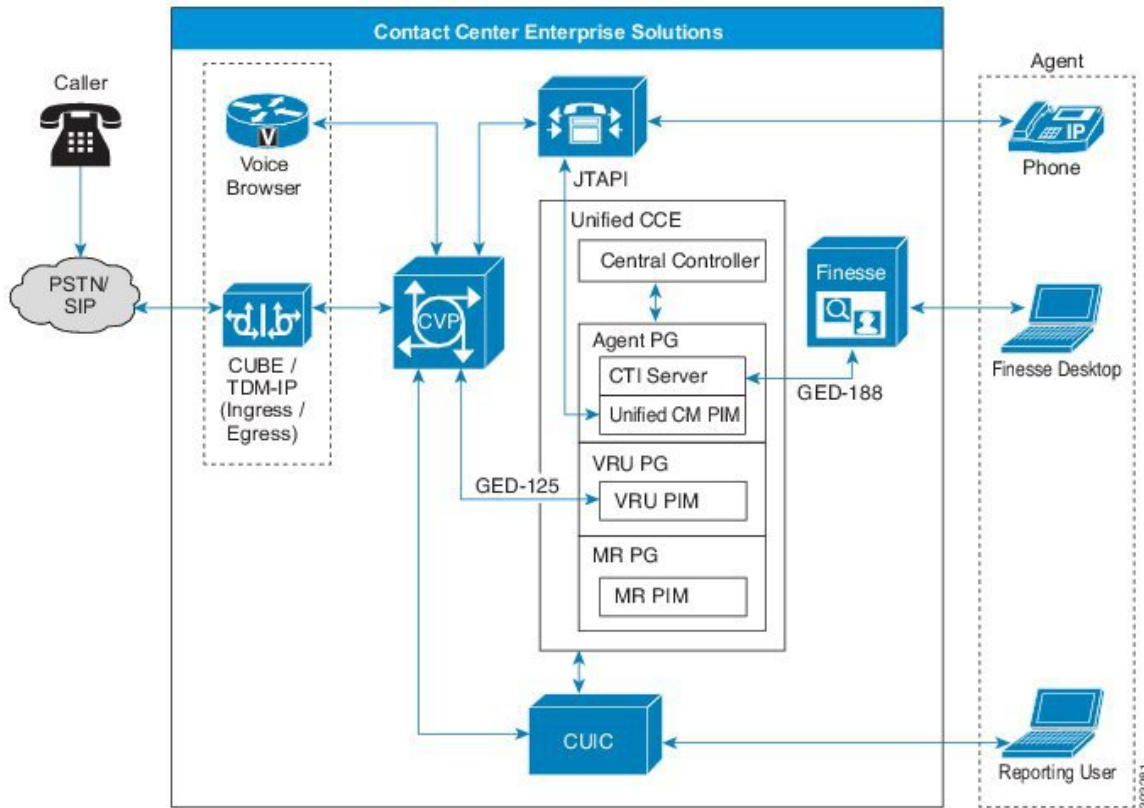 Contact Center Enterprise Solutions
Caller
Agent
V
Voice
Browser
JTAPI
IP
Phone
PSTN/
SIP
CUBE /
TDM-IP
(Ingress /
Egress)
CVP
Unified CCE
Central Controller
Agent PG
CTI Server
Unified CM PIM
Finesse
GED-188
Finesse Desktop
GED-125
VRU PG
VRU PIM
MR PG
MR PIM
CUIC
Reporting User